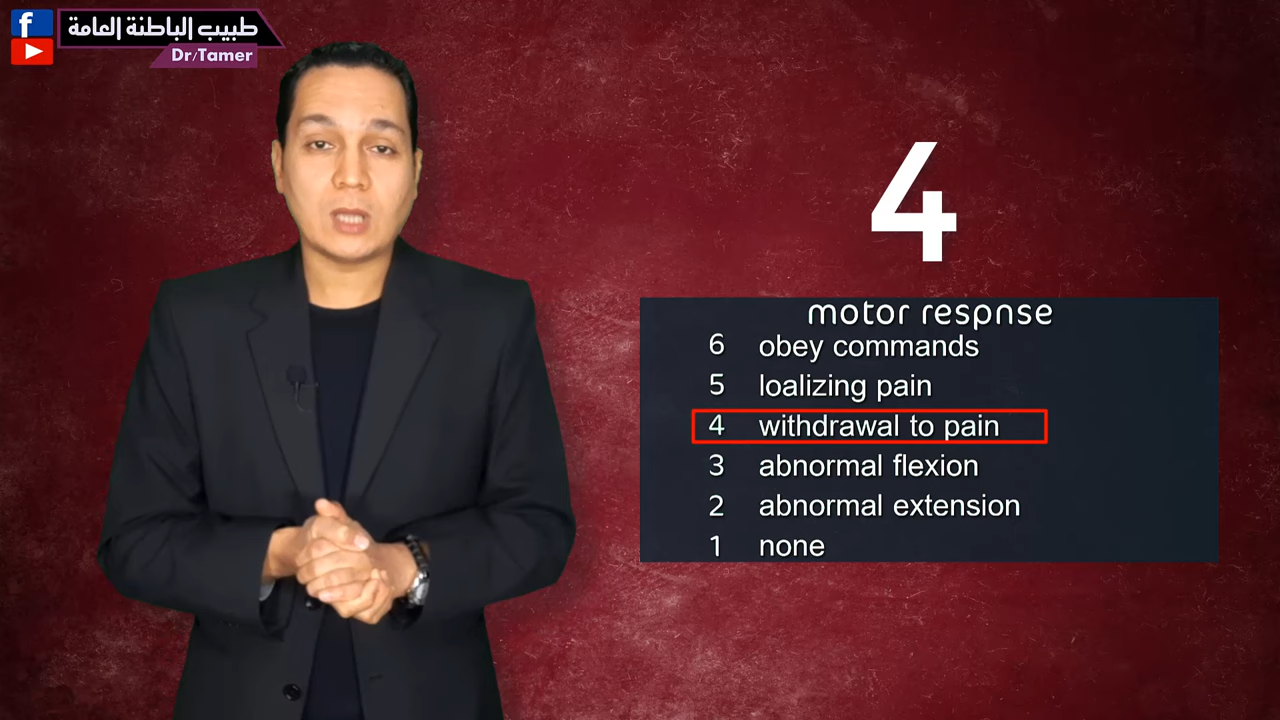 f
طبيب الباطنة العامة
Dr/Tamer
4
motor respnse
6 obey commands
5 loalizing pain
4 withdrawal to pain
3 abnormal flexion
2 abnormal extension
1 none